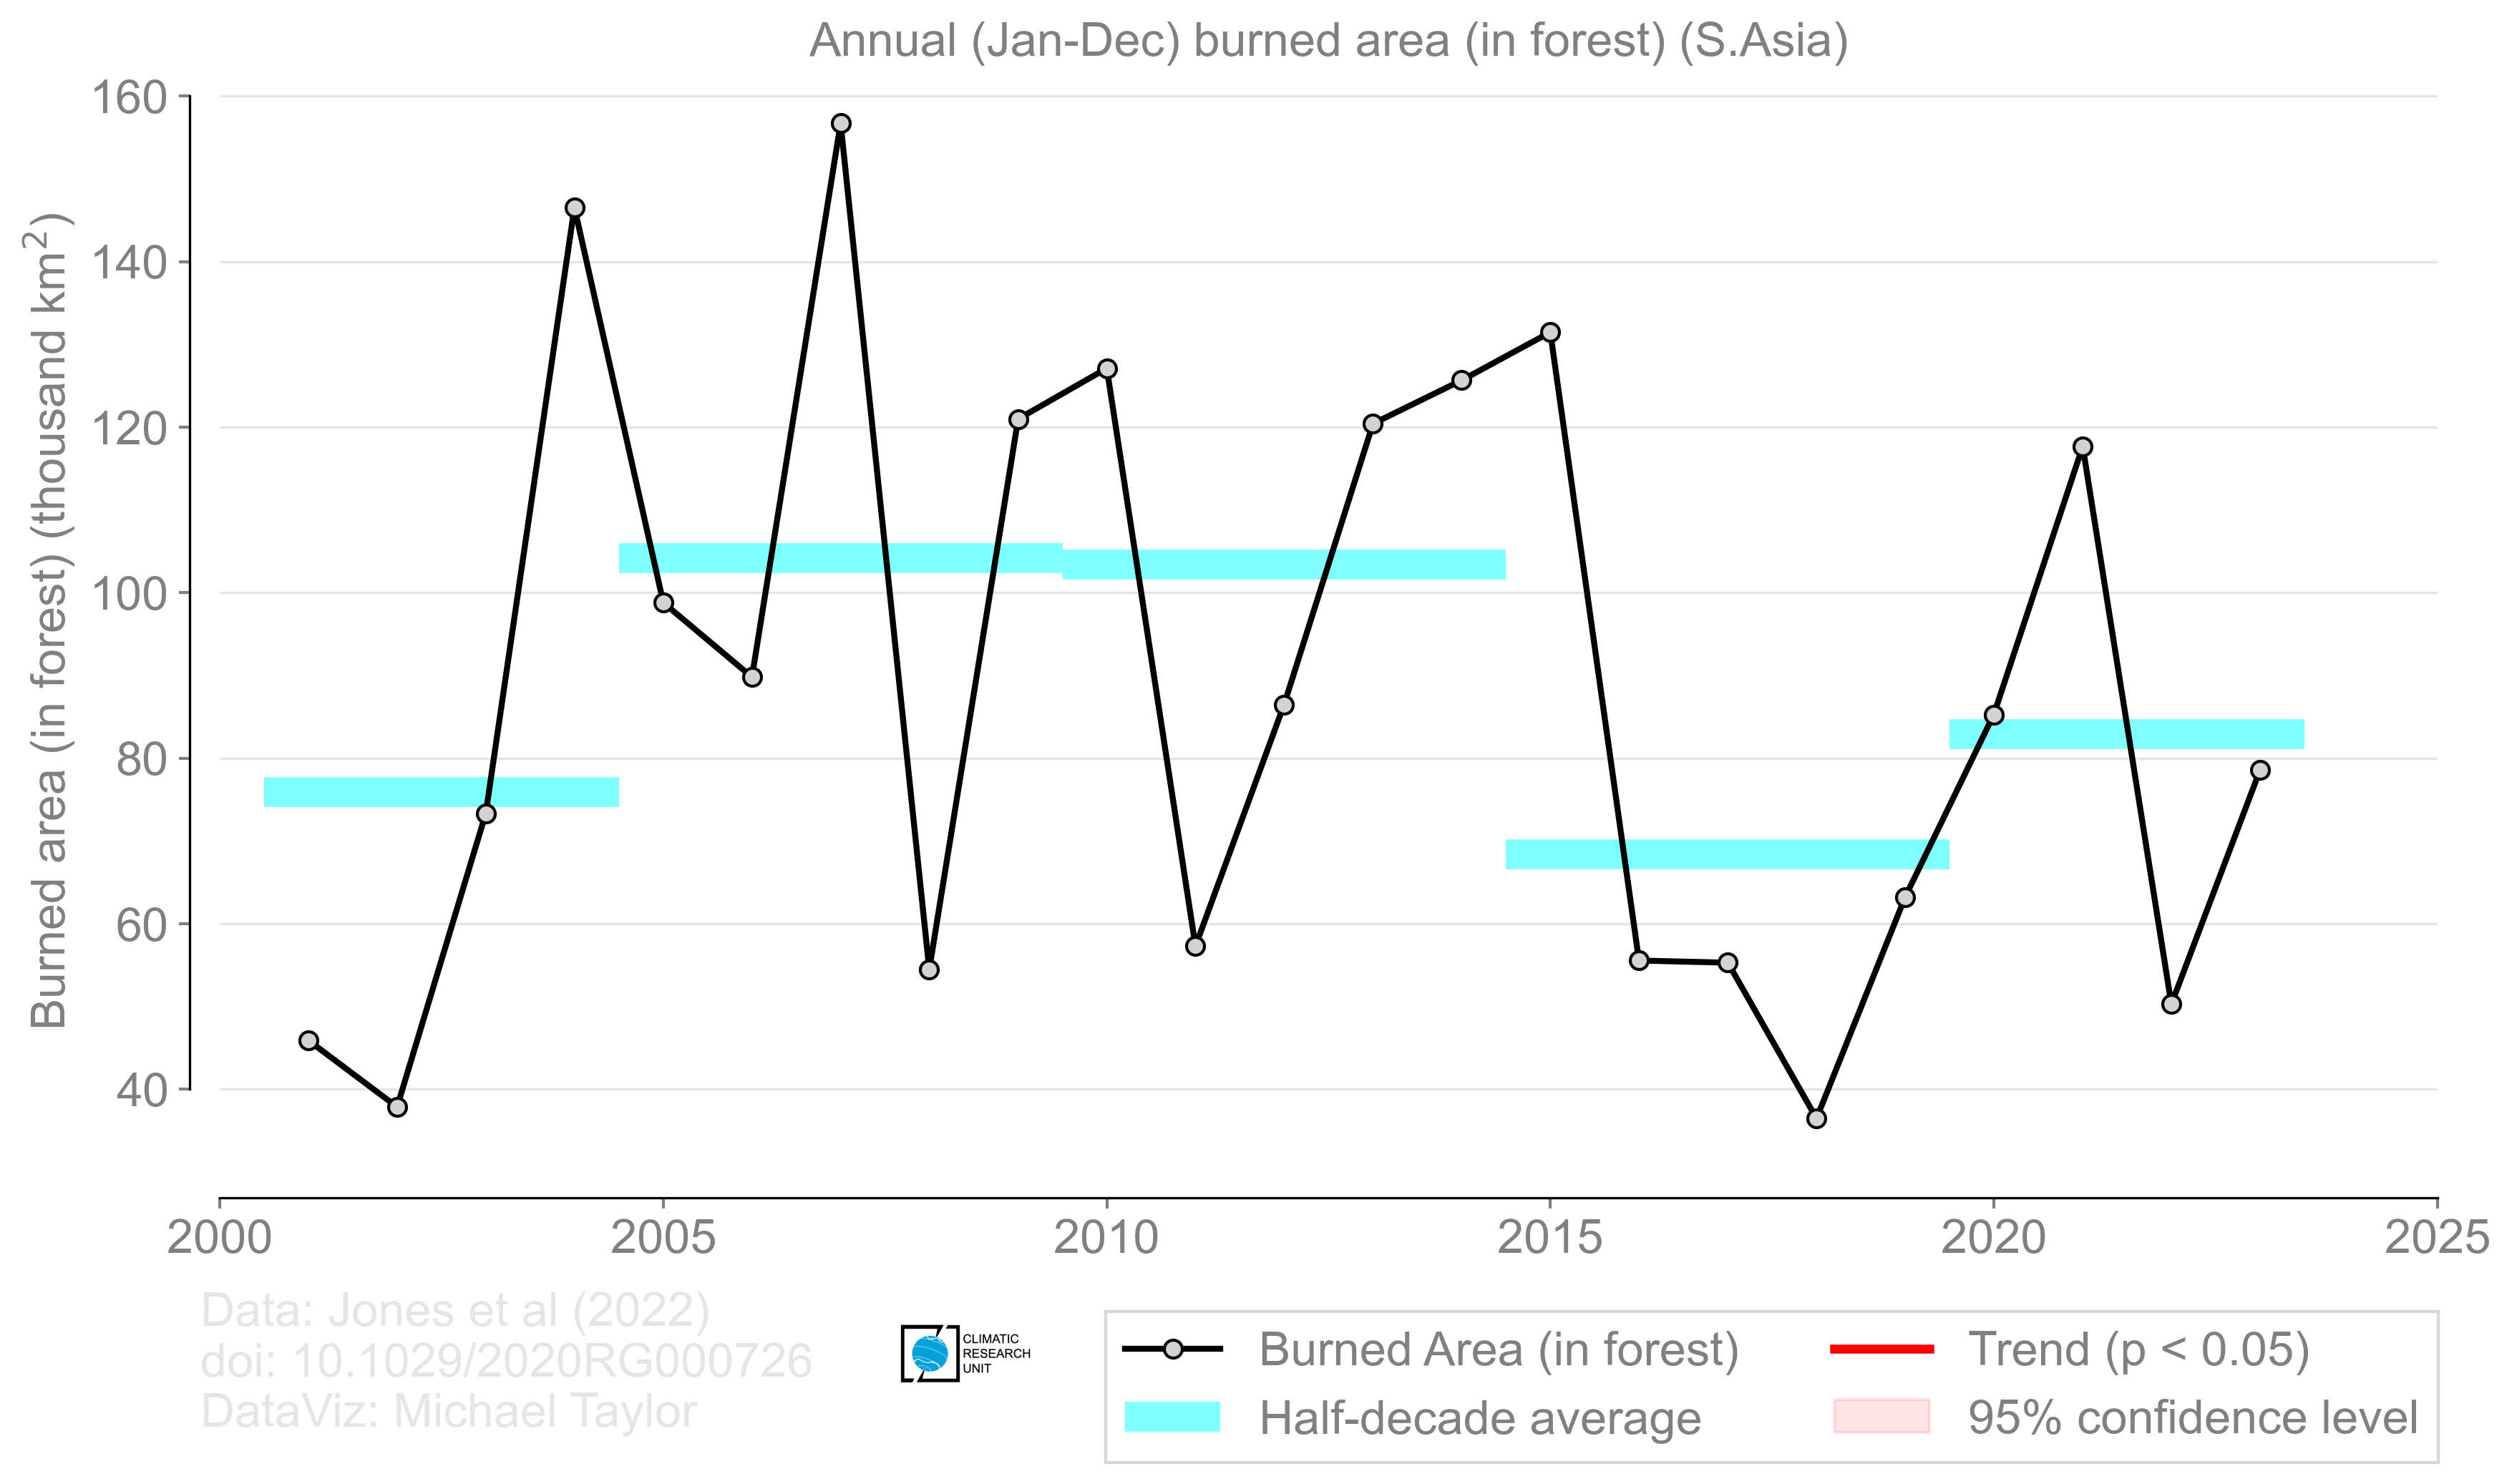 Annual (Jan-Dec) burned area (in forest) (S.Asia)
Burned area (in forest) (thousand km²)
160
140
120
100
80
60
40
2000 2005 2010 2015 2020 2025
Data: Jones et al (2022)
doi: 10.1029/2020RG000726
DataViz: Michael Taylor
CLIMATIC
RESEARCH
UNIT
Burned Area (in forest)
Half-decade average
Trend (p < 0.05)
95% confidence level